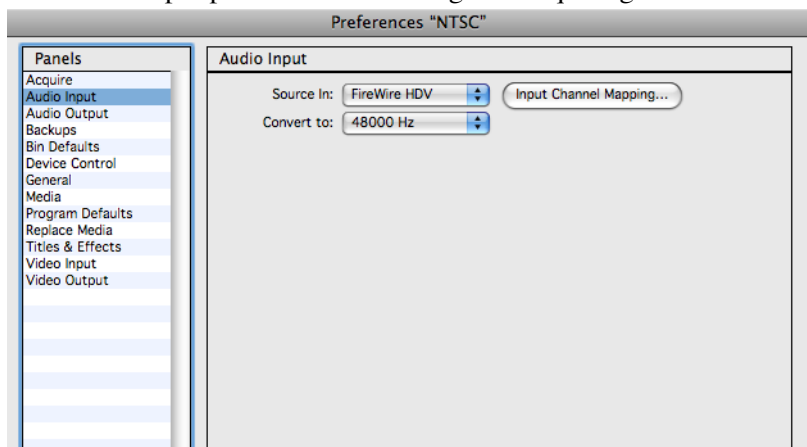 Preferences "NTSC"
Panels
Acquire
Audio Input
Audio Output
Backups
Bin Defaults
Device Control
General
Media
Program Defaults
Replace Media
Titles & Effects
Video Input
Video Output
Audio Input
Source In: FireWire HDV Input Channel Mapping...
Convert to: 48000 Hz